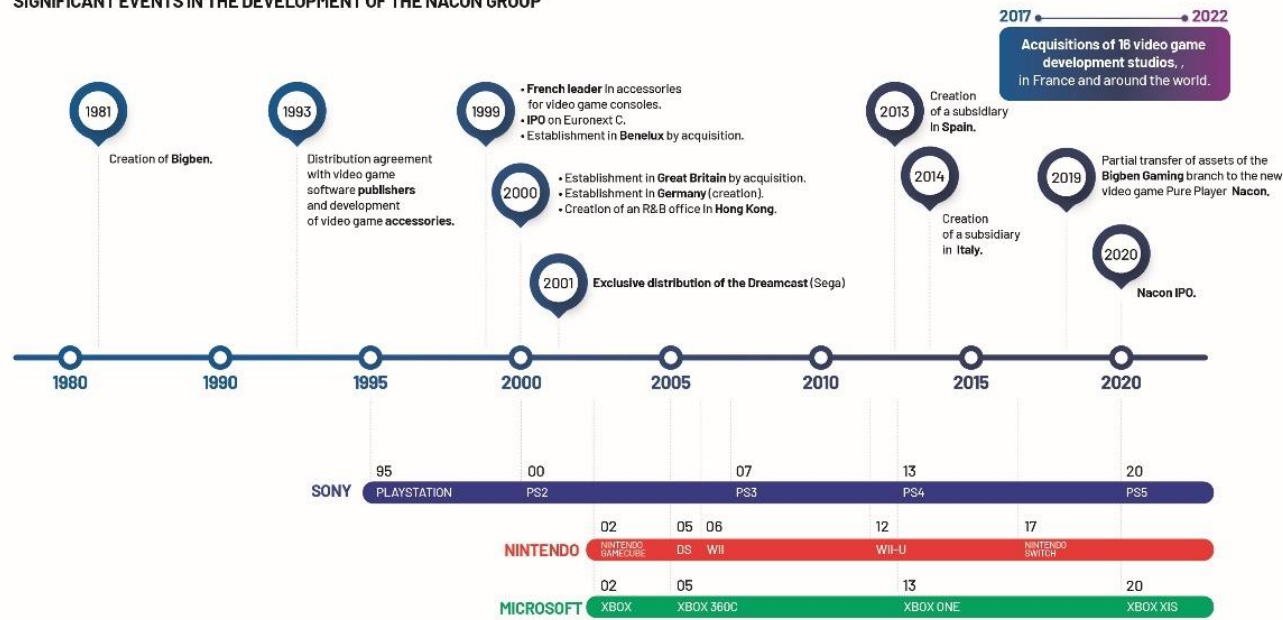 SIGNIFICANT EVENTS IN THE DEVELOPMENT OF THE NACON GROUP
2017
2022
Acquisitions of 16 video game
development studios, ,
in France and around the world.
1981
Creation of Bigben.
1993
Distribution agreement
with video game
software publishers
and development
of video game accessories.
1999
• French leader in accessories
for video game consoles.
• IPO on Euronext C.
• Establishment in Benelux by acquisition.
2000
• Establishment in Great Britain by acquisition.
• Establishment in Germany (creation).
• Creation of an R&B office in Hong Kong.
2001
Exclusive distribution of the Dreamcast (Sega)
2013
Creation
of a subsidiary
in Spain.
2014
Creation
of a subsidiary
in Italy.
2019
Partial transfer of assets of the
Bigben Gaming branch to the new
video game Pure Player Nacon.
2020
Nacon IPO.
1980
1990
1995
2000
2005
2010
2015
2020
95
00
07
13
20
SONY
PLAYSTATION
PS2
PS3
PS4
PS5
02
05
06
12
17
NINTENDO
NINTENDO
GAMECUBE
DS
WII
WII-U
NINTENDO
SWITCH
02
05
13
20
MICROSOFT
XBOX
XBOX 360C
XBOX ONE
XBOX XIS